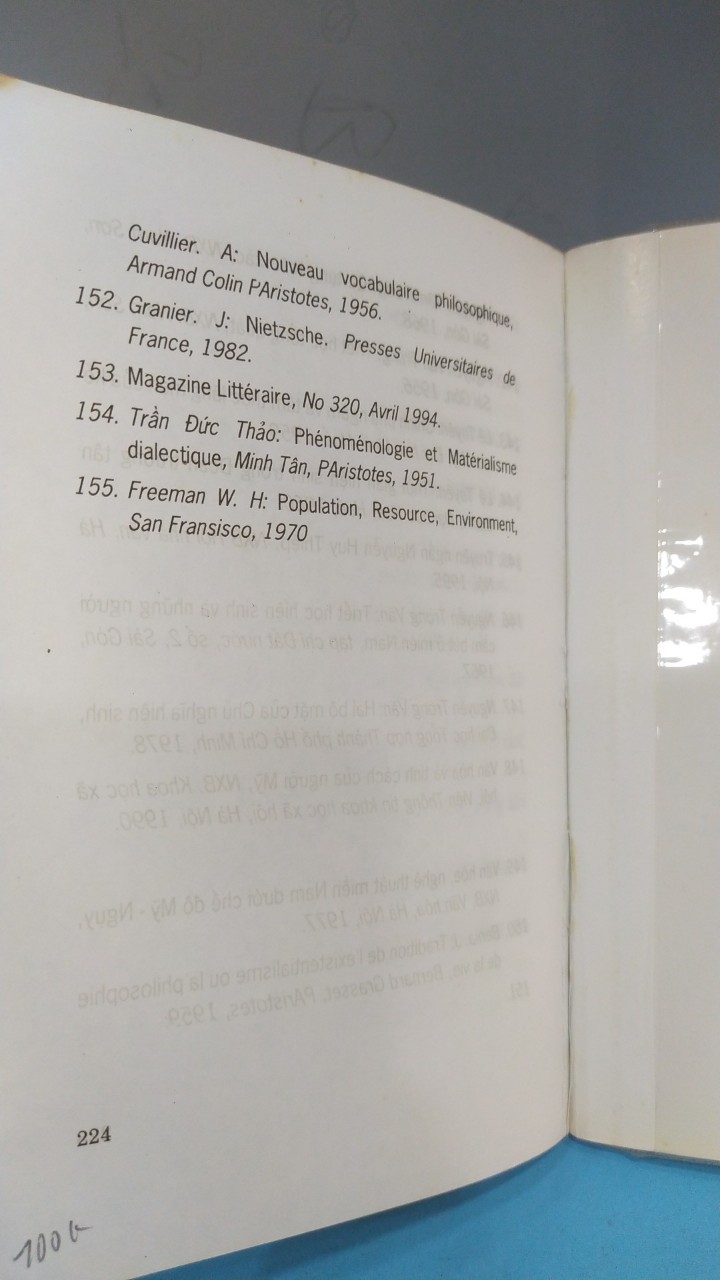 Cuvillier. A: Nouveau vocabulaire philosophique,
Armand Colin PAristotes, 1956.
152. Granier. J: Nietzsche. Presses Universitaires de
France, 1982.
153. Magazine Littéraire, No 320, Avril 1994.
154. Trần Đức Thảo: Phénoménologie et Matérialisme
dialectique, Minh Tân, PAristotes, 1951.
155. Freeman W. H: Population, Resource, Environment,
San Fransisco, 1970
224